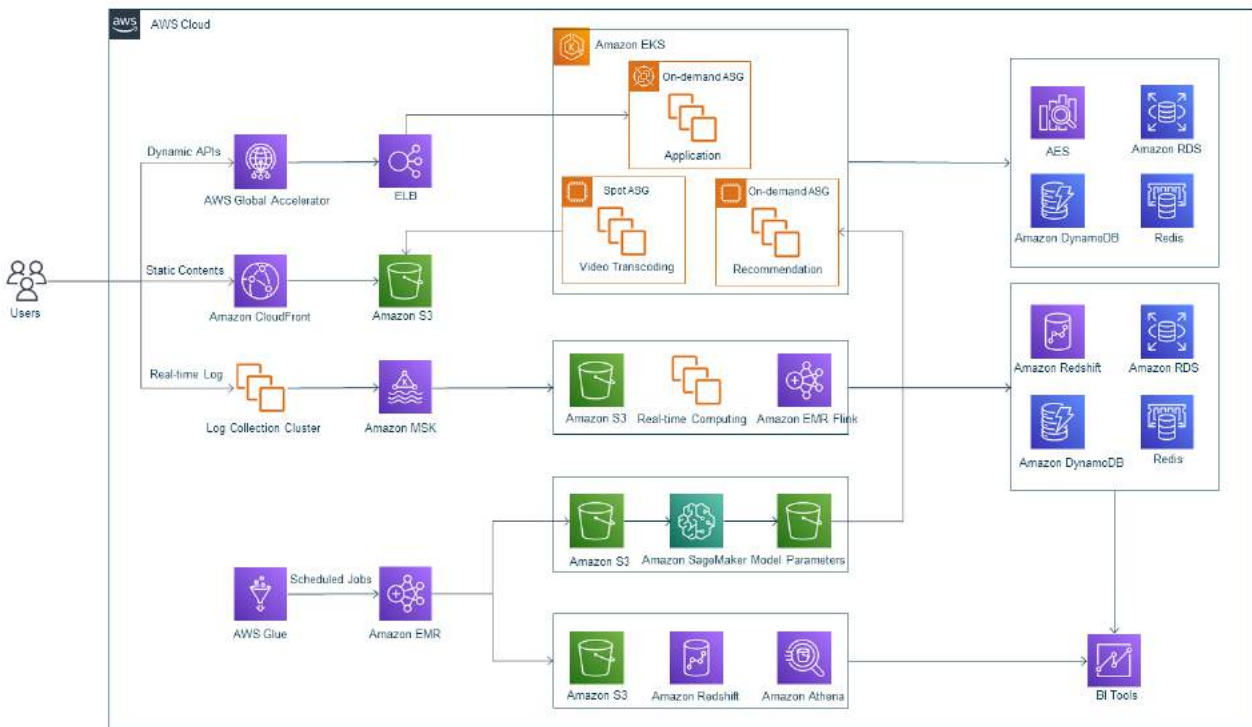 aws
AWS Cloud
Amazon EKS
On-demand ASG
Application
Spot ASG
Video Transcoding
On-demand ASG
Recommendation
AES
Amazon RDS
Amazon DynamoDB
Redis
Users
Dynamic APIs
AWS Global Accelerator
ELB
Static Contents
Amazon CloudFront
Amazon S3
Real-time Log
Log Collection Cluster
Amazon MSK
Amazon S3
Real-time Computing
Amazon EMR Flink
Amazon Redshift
Amazon RDS
Amazon DynamoDB
Redis
Amazon S3
Amazon SageMaker
Model Parameters
AWS Glue
Scheduled Jobs
Amazon EMR
Amazon S3
Amazon Redshift
Amazon Athena
BI Tools